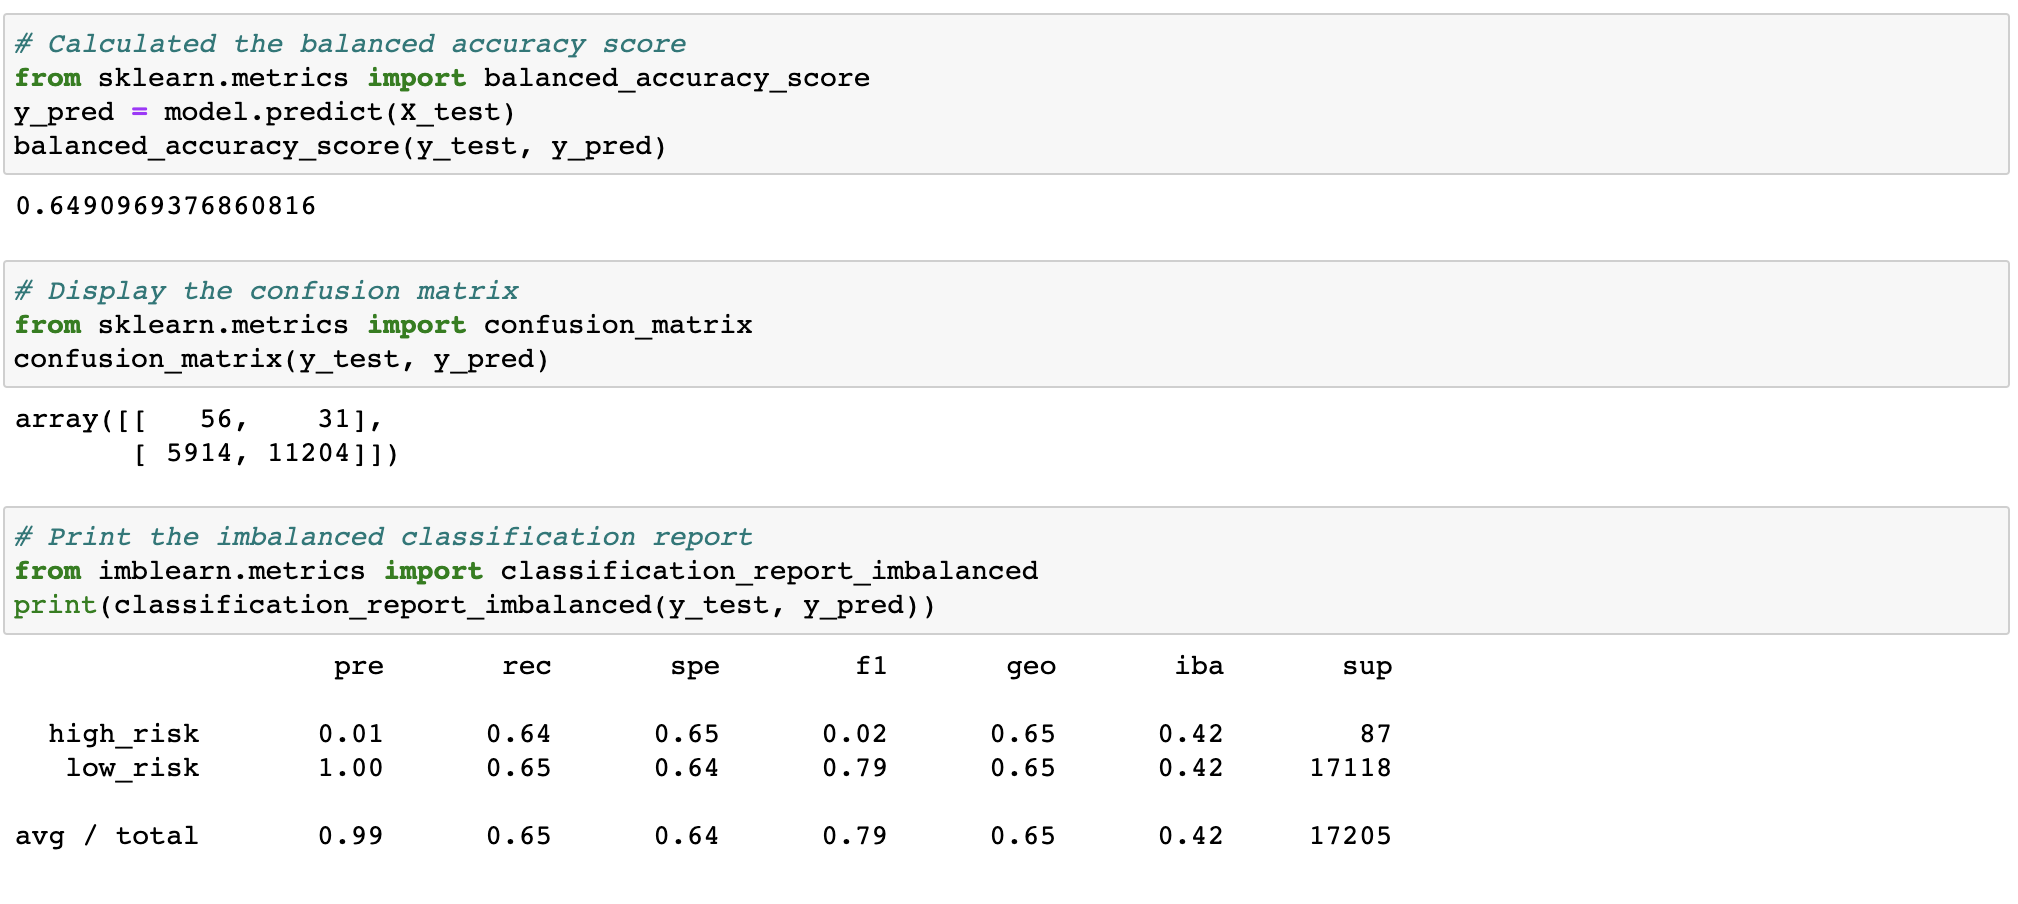 # Calculated the balanced accuracy score
from sklearn.metrics import balanced_accuracy_score
y_pred = model.predict(X_test)
balanced_accuracy_score(y_test, y_pred)
0.6490969376860816
# Display the confusion matrix
from sklearn.metrics import confusion_matrix
confusion_matrix(y_test, y_pred)
array([[   56,    31],
       [ 5914, 11204]])
# Print the imbalanced classification report
from imblearn.metrics import classification_report_imbalanced
print(classification_report_imbalanced(y_test, y_pred))
                   pre       rec       spe        f1       geo       iba       sup
  high_risk       0.01      0.64      0.65      0.02      0.65      0.42        87
   low_risk       1.00      0.65      0.64      0.79      0.65      0.42     17118
avg / total       0.99      0.65      0.64      0.79      0.65      0.42     17205